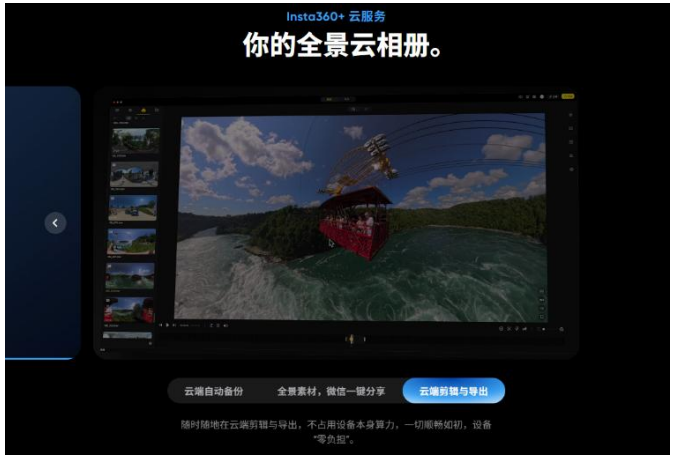 Insta360+ 云服务
你的全景云相册。
云端自动备份
全景素材，微信一键分享
云端剪辑与导出
随时随地在云端剪辑与导出，不占用设备本身算力，一切顺畅如初，设备
“零负担”。